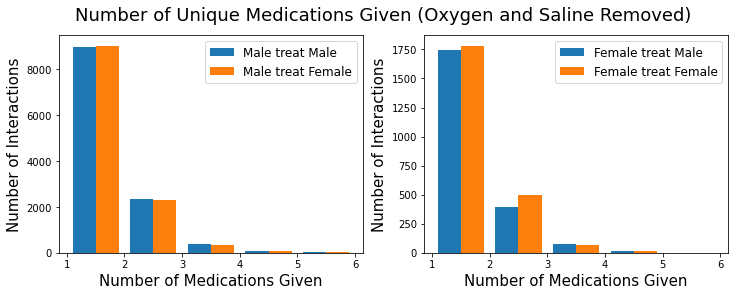 Number of Unique Medications Given (Oxygen and Saline Removed)
Number of Interactions
8000
6000
4000
2000
0
Male treat Male
Male treat Female
1 2 3 4 5 6
Number of Medications Given
Number of Interactions
1750
1500
1250
1000
750
500
250
0
Female treat Male
Female treat Female
1 2 3 4 5 6
Number of Medications Given